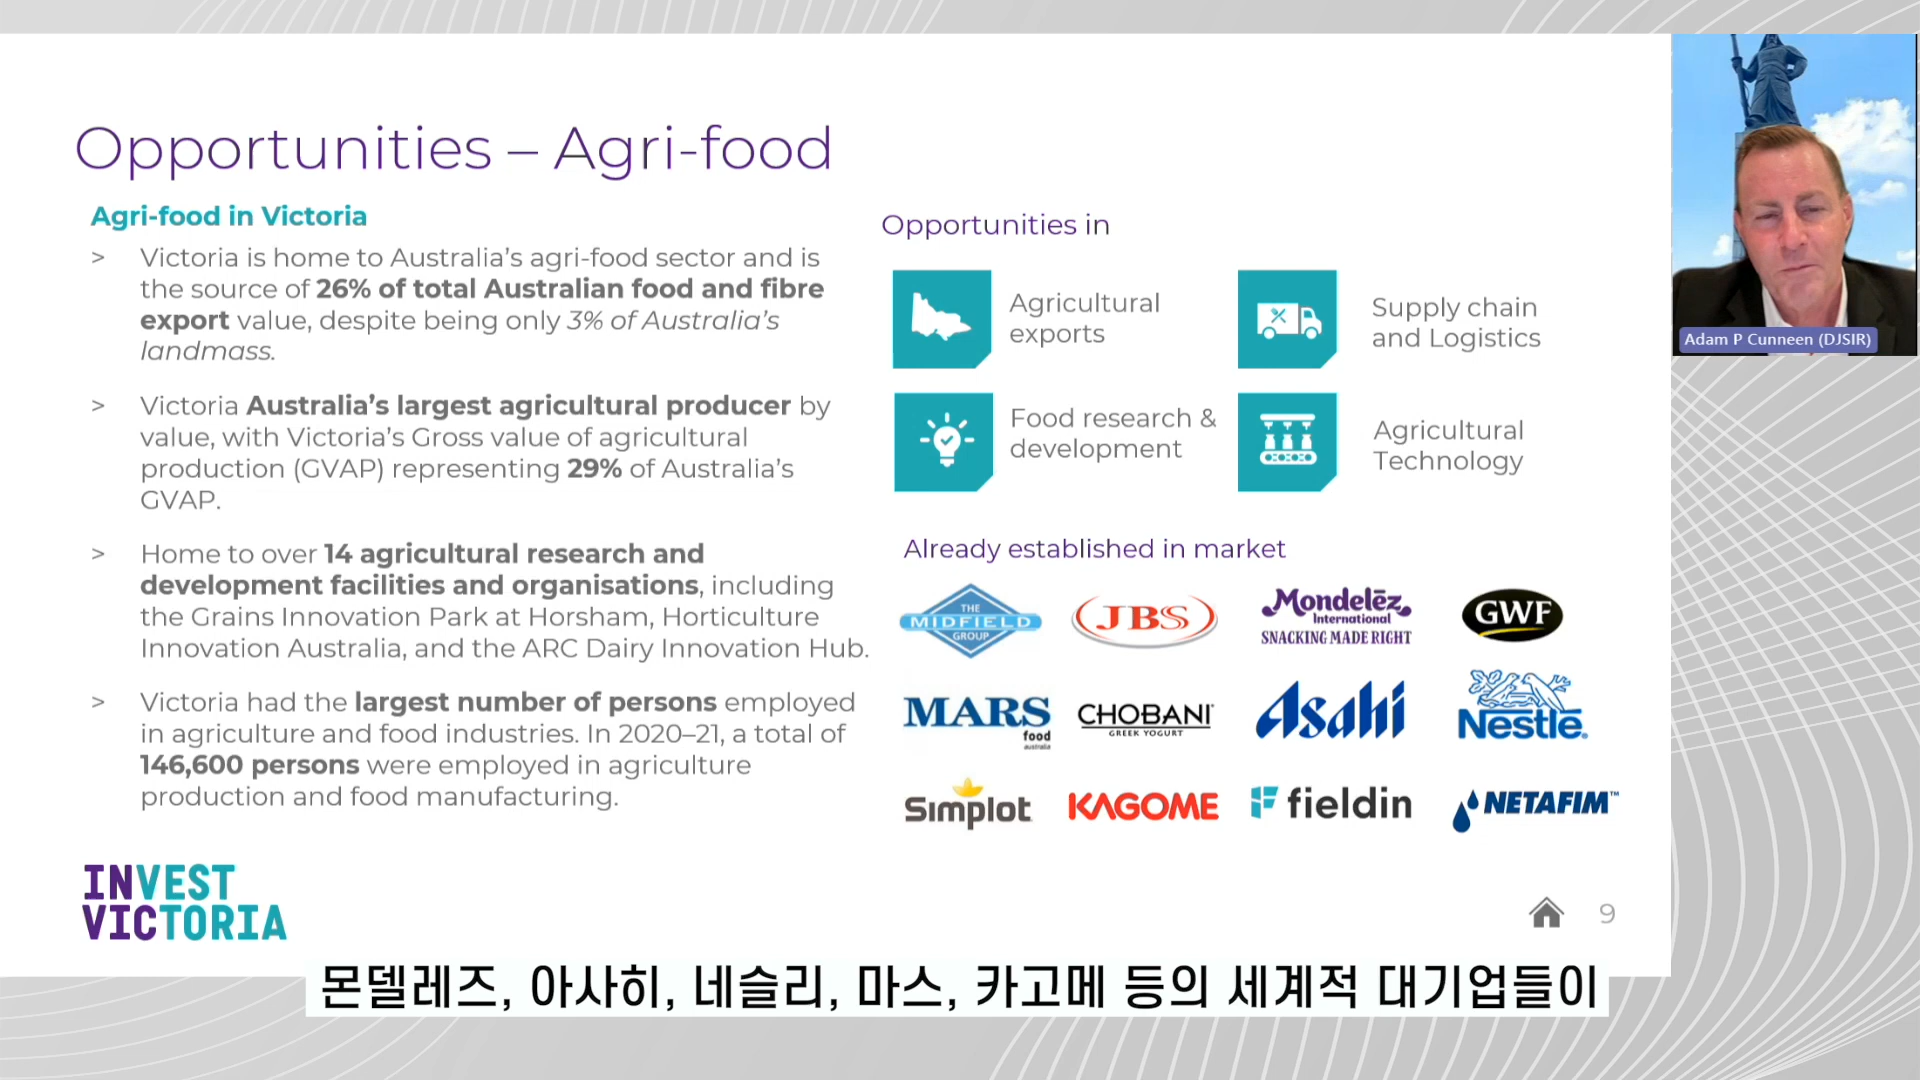 Opportunities – Agri-food
Agri-food in Victoria
> Victoria is home to Australia’s agri-food sector and is
the source of 26% of total Australian food and fibre
export value, despite being only 3% of Australia’s
landmass.
> Victoria Australia’s largest agricultural producer by
value, with Victoria’s Gross value of agricultural
production (GVAP) representing 29% of Australia’s
GVAP.
> Home to over 14 agricultural research and
development facilities and organisations, including
the Grains Innovation Park at Horsham, Horticulture
Innovation Australia, and the ARC Dairy Innovation Hub.
> Victoria had the largest number of persons employed
in agriculture and food industries. In 2020–21, a total of
146,600 persons were employed in agriculture
production and food manufacturing.
Opportunities in
Agricultural
exports
Supply chain
and Logistics
Food research &
development
Agricultural
Technology
Already established in market
THE
MIDFIELD
GROUP
JBS
Mondelēz
International
SNACKING MADE RIGHT
GWF
MARS
food
australia
CHOBANI
GREEK YOGURT
Asahi
Nestlé
Simplot
KAGOME
fieldin
NETAFIM™
INVEST
VICTORIA
9
Adam P Cunneen (DJSIR)
몬델레즈, 아사히, 네슬리, 마스, 카고메 등의 세계적 대기업들이